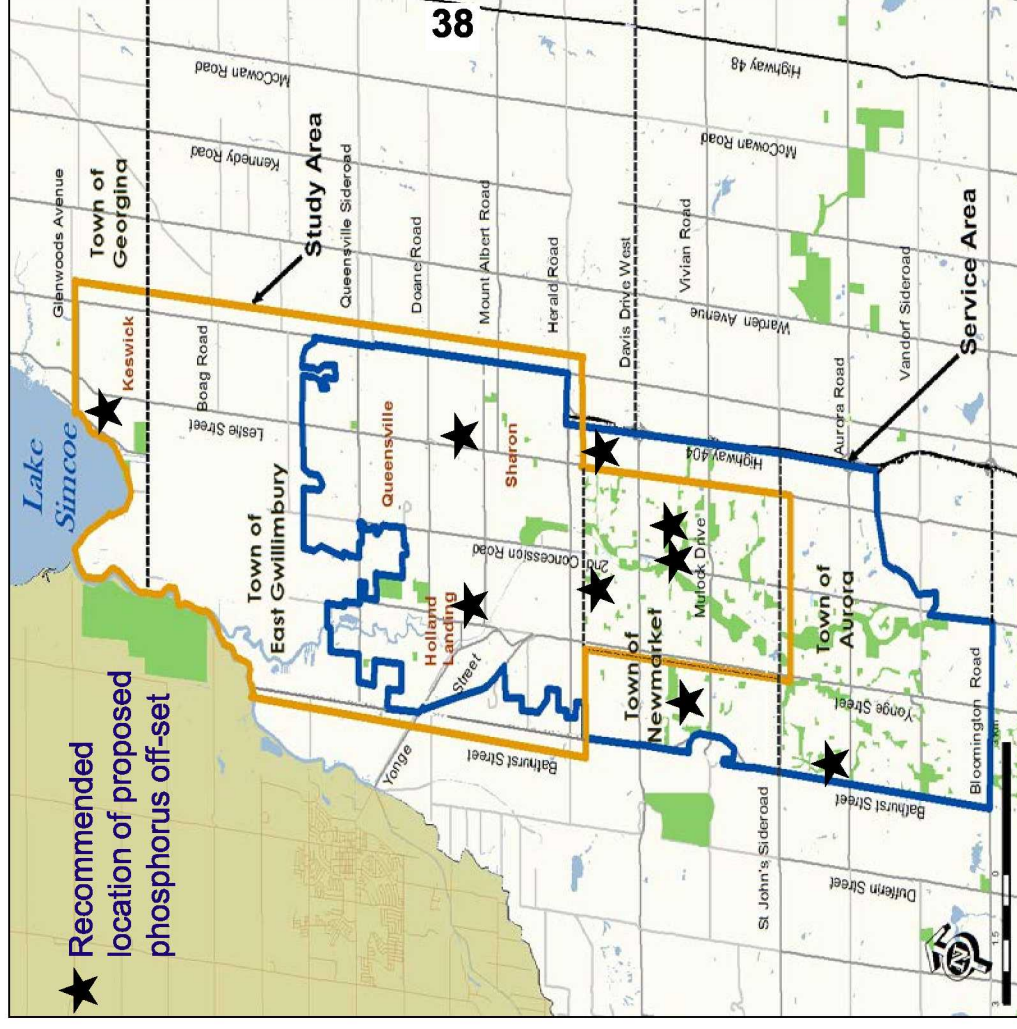 38
McCowan Road
Highway 48
Kennedy Road
McCowan Road
Glenwoods Avenue
Town of
Georgina
Study Area
Queensville Sideroad
Doane Road
Mount Albert Road
Herald Road
Davis Drive West
Vivian Road
Warden Avenue
Vandorf Sideroad
Service Area
Keswick
Boag Road
Leslie Street
Aurora Road
Lake
Simcoe
Queensville
Sharon
Highway 404
Town of
East Gwillimbury
2nd Concession Road
Mulock Drive
Holland
Landing
Street
Yonge
Town of
Newmarket
Town of
Aurora
Yonge Street
Bloomington Road
Bathurst Street
Bathurst Street
St John's Sideroad
Dufferin Street
Recommended
location of proposed
phosphorus off-set
N
3 1.5 0